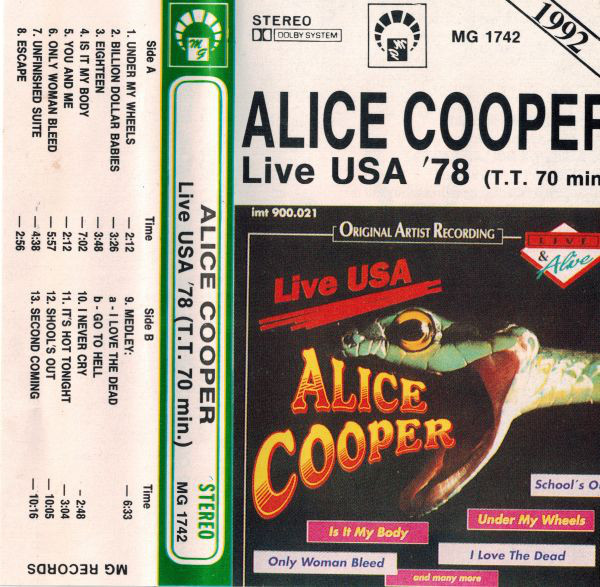 Side A Time
1. UNDER MY WHEELS — 2:12
2. BILLION DOLLAR BABIES — 3:26
3. EIGHTEEN — 3:48
4. IS IT MY BODY — 7:02
5. YOU AND ME — 2:12
6. ONLY WOMAN BLEED — 5:57
7. UNFINISHED SUITE — 4:38
8. ESCAPE — 2:56
Side B Time
9. MEDLEY: — 6:33
a - I LOVE THE DEAD
b - GO TO HELL
10. I NEVER CRY — 2:48
11. IT'S HOT TONIGHT — 3:04
12. SHOOL'S OUT — 10:05
13. SECOND COMING — 10:16
MG RECORDS
MG
ALICE COOPER
Live USA '78 (T.T. 70 min.)
STEREO
MG 1742
STEREO
DOLBY SYSTEM
MG
MG 1742
1992
ALICE COOPER
Live USA '78 (T.T. 70 min
imt 900.021
ORIGINAL ARTIST RECORDING
LIVE
& Alive
Live USA
ALICE
COOPER
School's Ou
Is It My Body
Under My Wheels
Only Woman Bleed
I Love The Dead
and many more